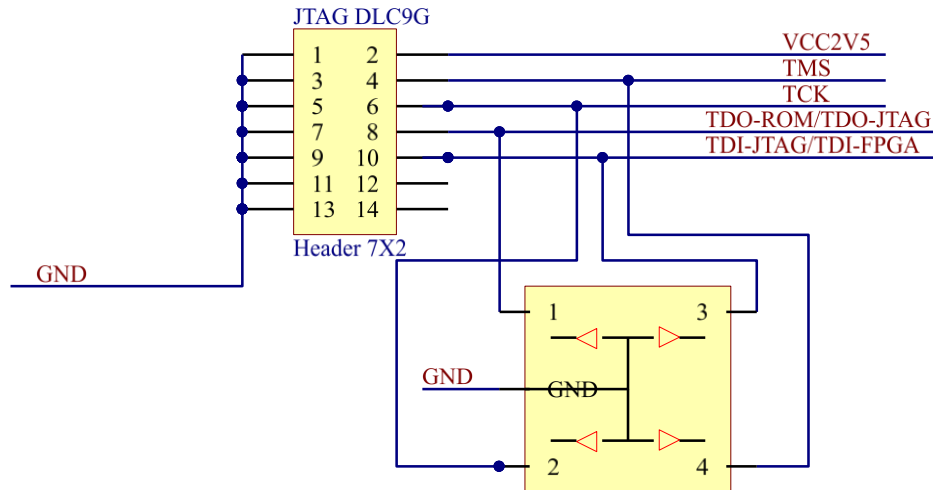 JTAG DLC9G
1 2 VCC2V5
3 4 TMS
5 6 TCK
7 8 TDO-ROM/TDO-JTAG
9 10 TDI-JTAG/TDI-FPGA
11 12
13 14
Header 7X2
GND
1 3
GND GND
2 4